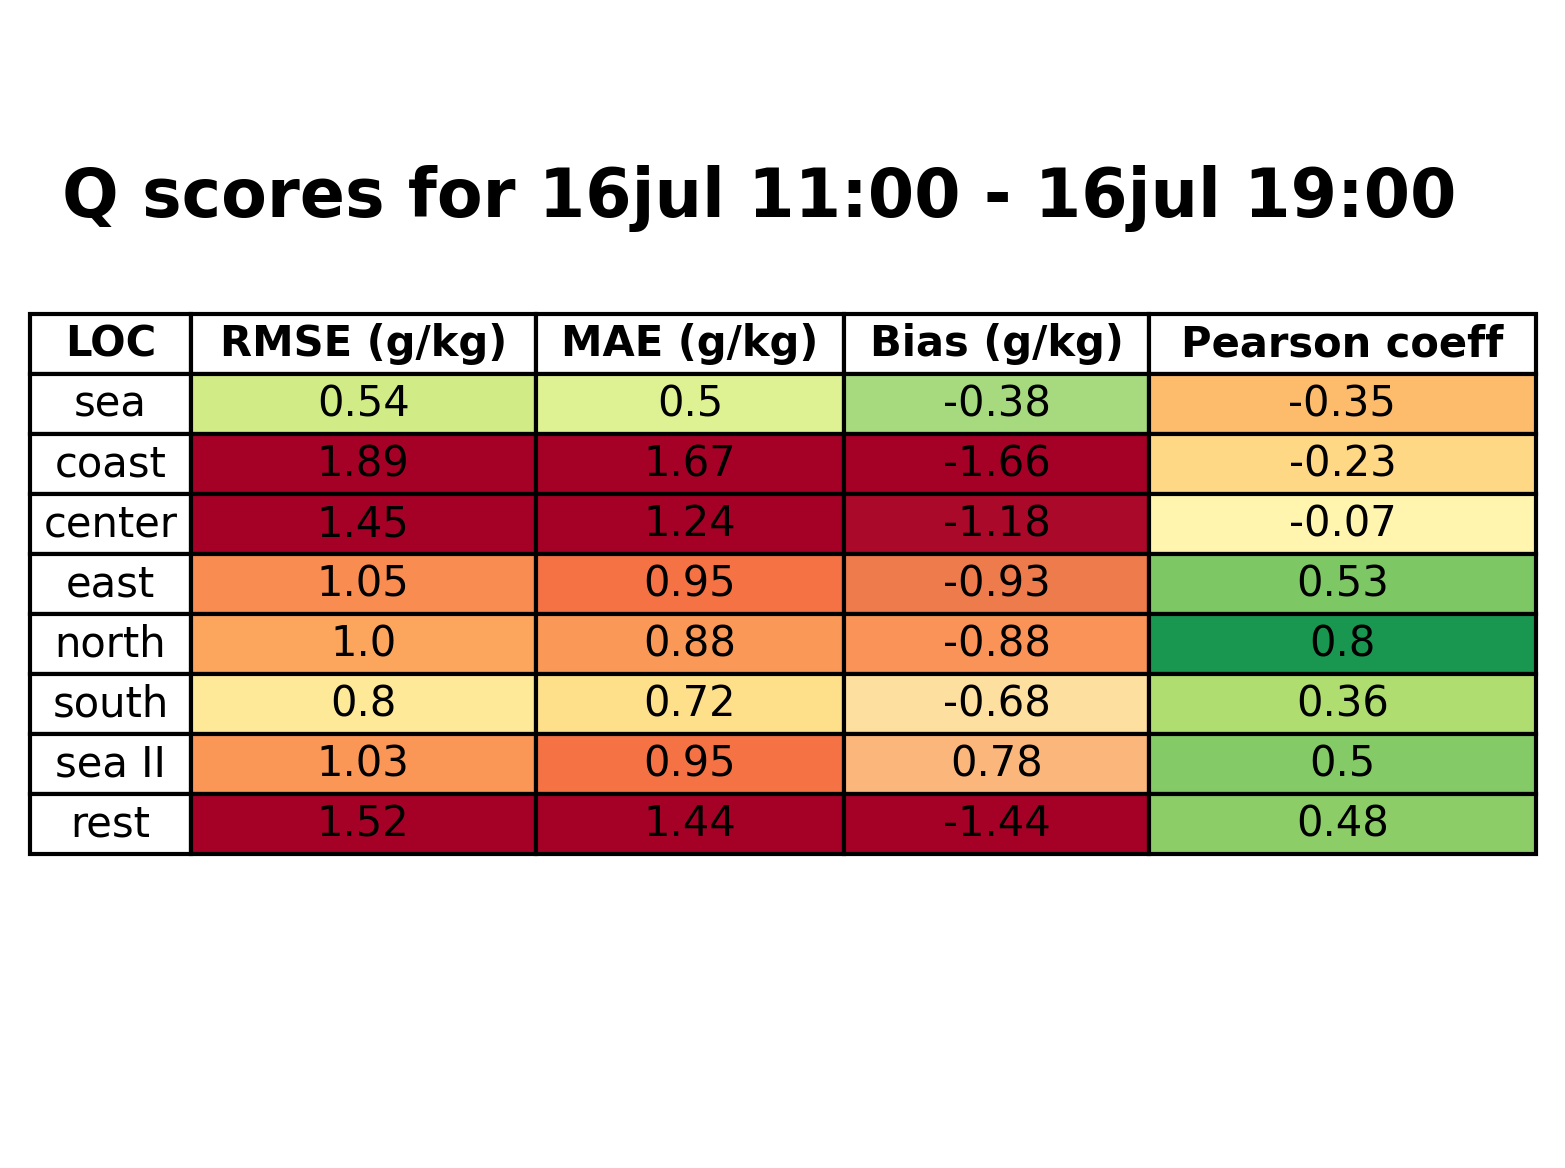 Q scores for 16jul 11:00 - 16jul 19:00
LOC RMSE (g/kg) MAE (g/kg) Bias (g/kg) Pearson coeff
sea 0.54 0.5 -0.38 -0.35
coast 1.89 1.67 -1.66 -0.23
center 1.45 1.24 -1.18 -0.07
east 1.05 0.95 -0.93 0.53
north 1.0 0.88 -0.88 0.8
south 0.8 0.72 -0.68 0.36
sea II 1.03 0.95 0.78 0.5
rest 1.52 1.44 -1.44 0.48